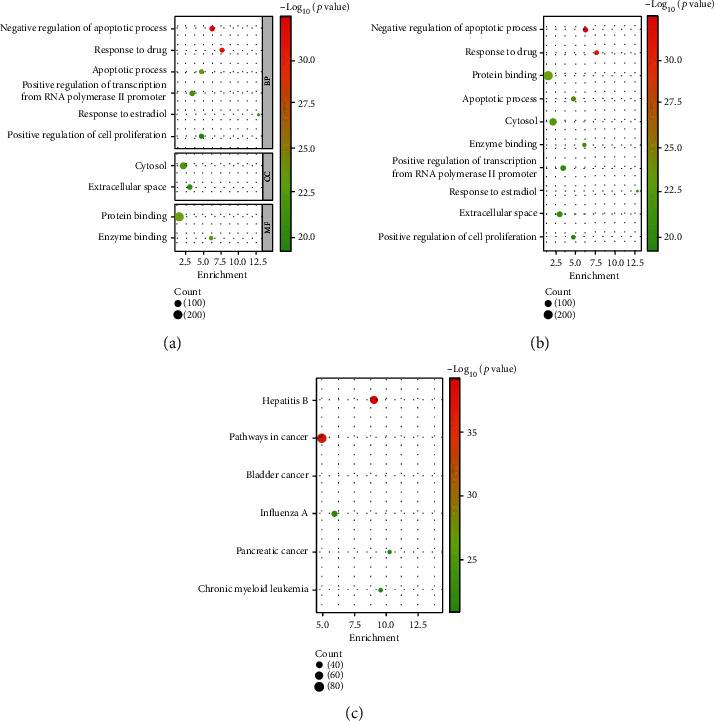 −Log10 (p value)
Negative regulation of apoptotic process
Response to drug
Apoptotic process
Positive regulation of transcription
from RNA polymerase II promoter
Response to estradiol
Positive regulation of cell proliferation
Cytosol
Extracellular space
Protein binding
Enzyme binding
BP
CC
MF
30.0
27.5
25.0
22.5
20.0
2.5 5.0 7.5 10.0 12.5
Enrichment
Count
(100)
(200)
(a)
−Log10 (p value)
Negative regulation of apoptotic process
Response to drug
Protein binding
Apoptotic process
Cytosol
Enzyme binding
Positive regulation of transcription
from RNA polymerase II promoter
Response to estradiol
Extracellular space
Positive regulation of cell proliferation
30.0
27.5
25.0
22.5
20.0
2.5 5.0 7.5 10.0 12.5
Enrichment
Count
(100)
(200)
(b)
−Log10 (p value)
Hepatitis B
Pathways in cancer
Bladder cancer
Influenza A
Pancreatic cancer
Chronic myeloid leukemia
35
30
25
5.0 7.5 10.0 12.5
Enrichment
Count
(40)
(60)
(80)
(c)